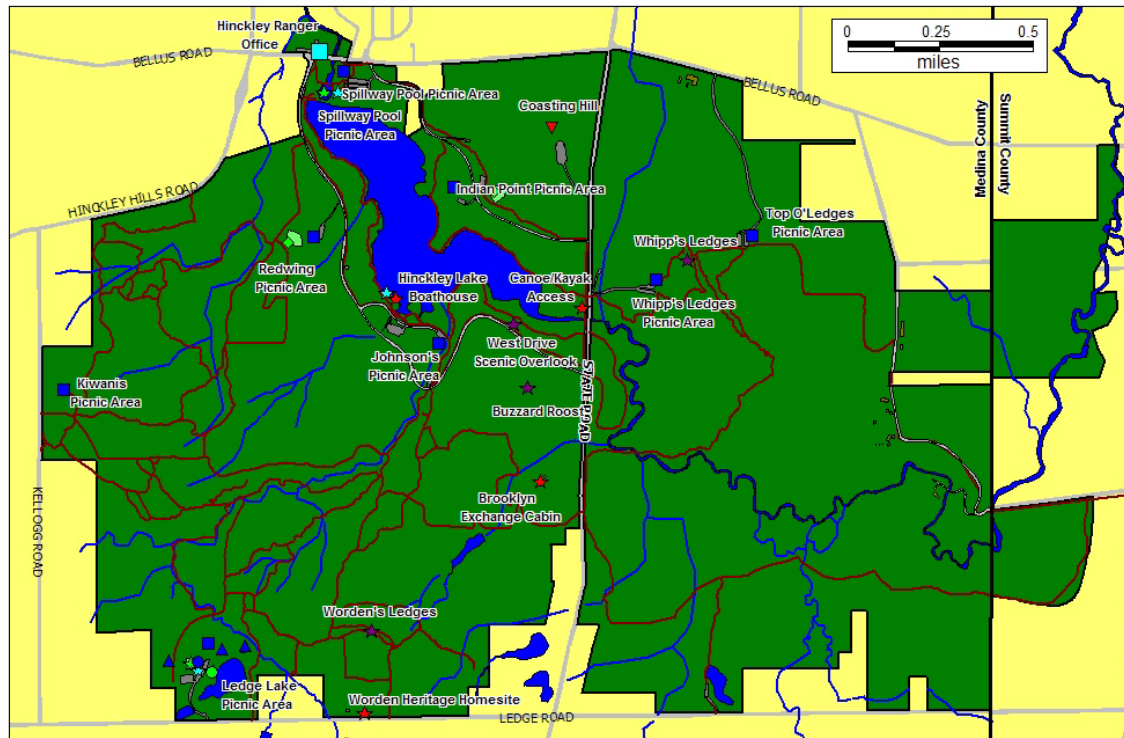 Hinckley Ranger
Office
0 0.25 0.5
miles
BELLUS ROAD
BELLUS ROAD
Spillway Pool Picnic Area
Spillway Pool
Picnic Area
Coasting Hill
Medina County
Summit County
HINCKLEY HILLS ROAD
Indian Point Picnic Area
Top O'Ledges
Picnic Area
Whipp's Ledges
Redwing
Picnic Area
Hinckley Lake
Boathouse
Canoe/Kayak
Access
Whipp's Ledges
Picnic Area
Johnson's
Picnic Area
West Drive
Scenic Overlook
STATE ROAD
Kiwanis
Picnic Area
Buzzard Roost
Brooklyn
Exchange Cabin
KELLOGG ROAD
Worden's Ledges
Ledge Lake
Picnic Area
Worden Heritage Homesite
LEDGE ROAD